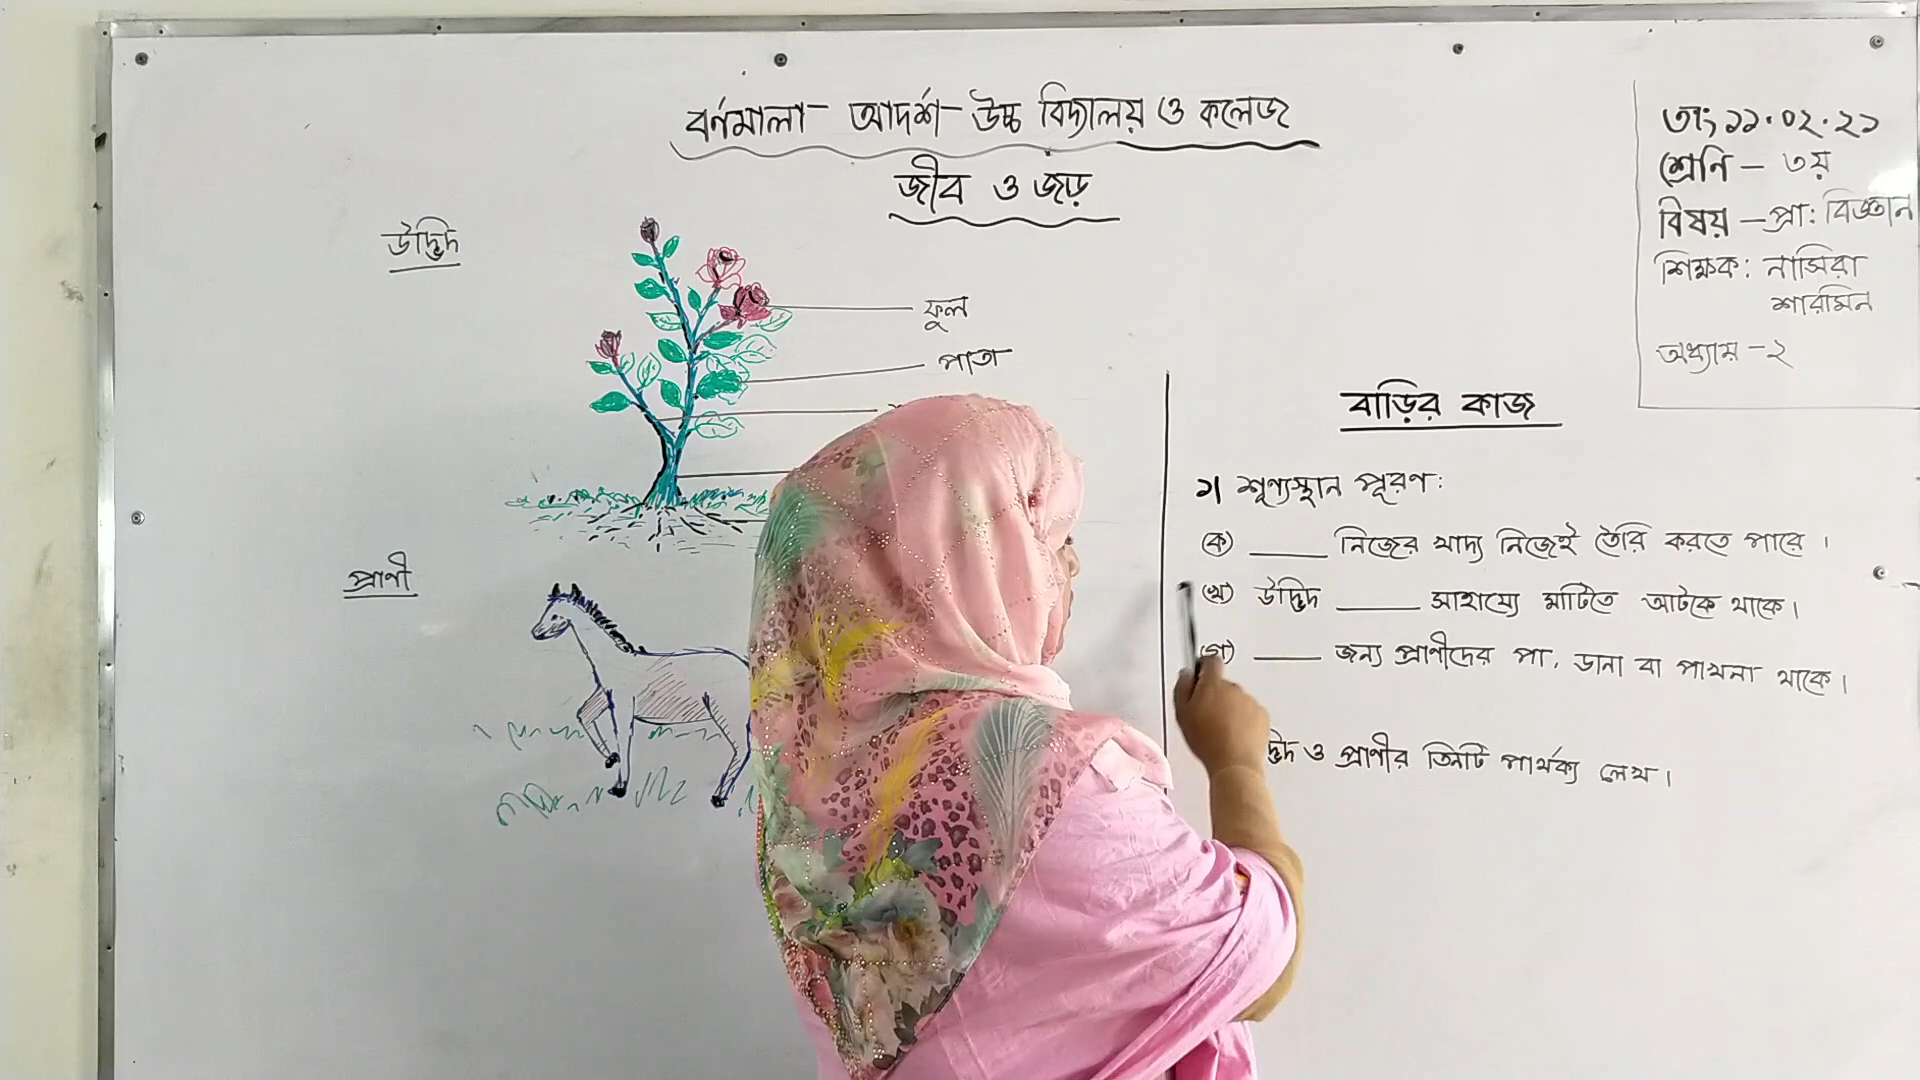 বর্ণমালা আদর্শ উচ্চ বিদ্যালয় ও কলেজ
জীব ও জড়
তাং ১১.০২.২১
শ্রেণি - ৩য়
বিষয় - প্রা: বিজ্ঞান
শিক্ষক: নাসিরা
শারমিন
অধ্যায় - ২
উদ্ভিদ
ফুল
পাতা
প্রাণী
বাড়ির কাজ
১। শূণ্যস্থান পূরণ:
ক) ____ নিজের খাদ্য নিজেই তৈরি করতে পারে।
খ) উদ্ভিদ ____ সাহায্যে মাটিতে আটকে থাকে।
গ) ____ জন্য প্রাণীদের পা, ডানা বা পাখনা থাকে।
ও প্রাণীর তিনটি পার্থক্য লেখ।